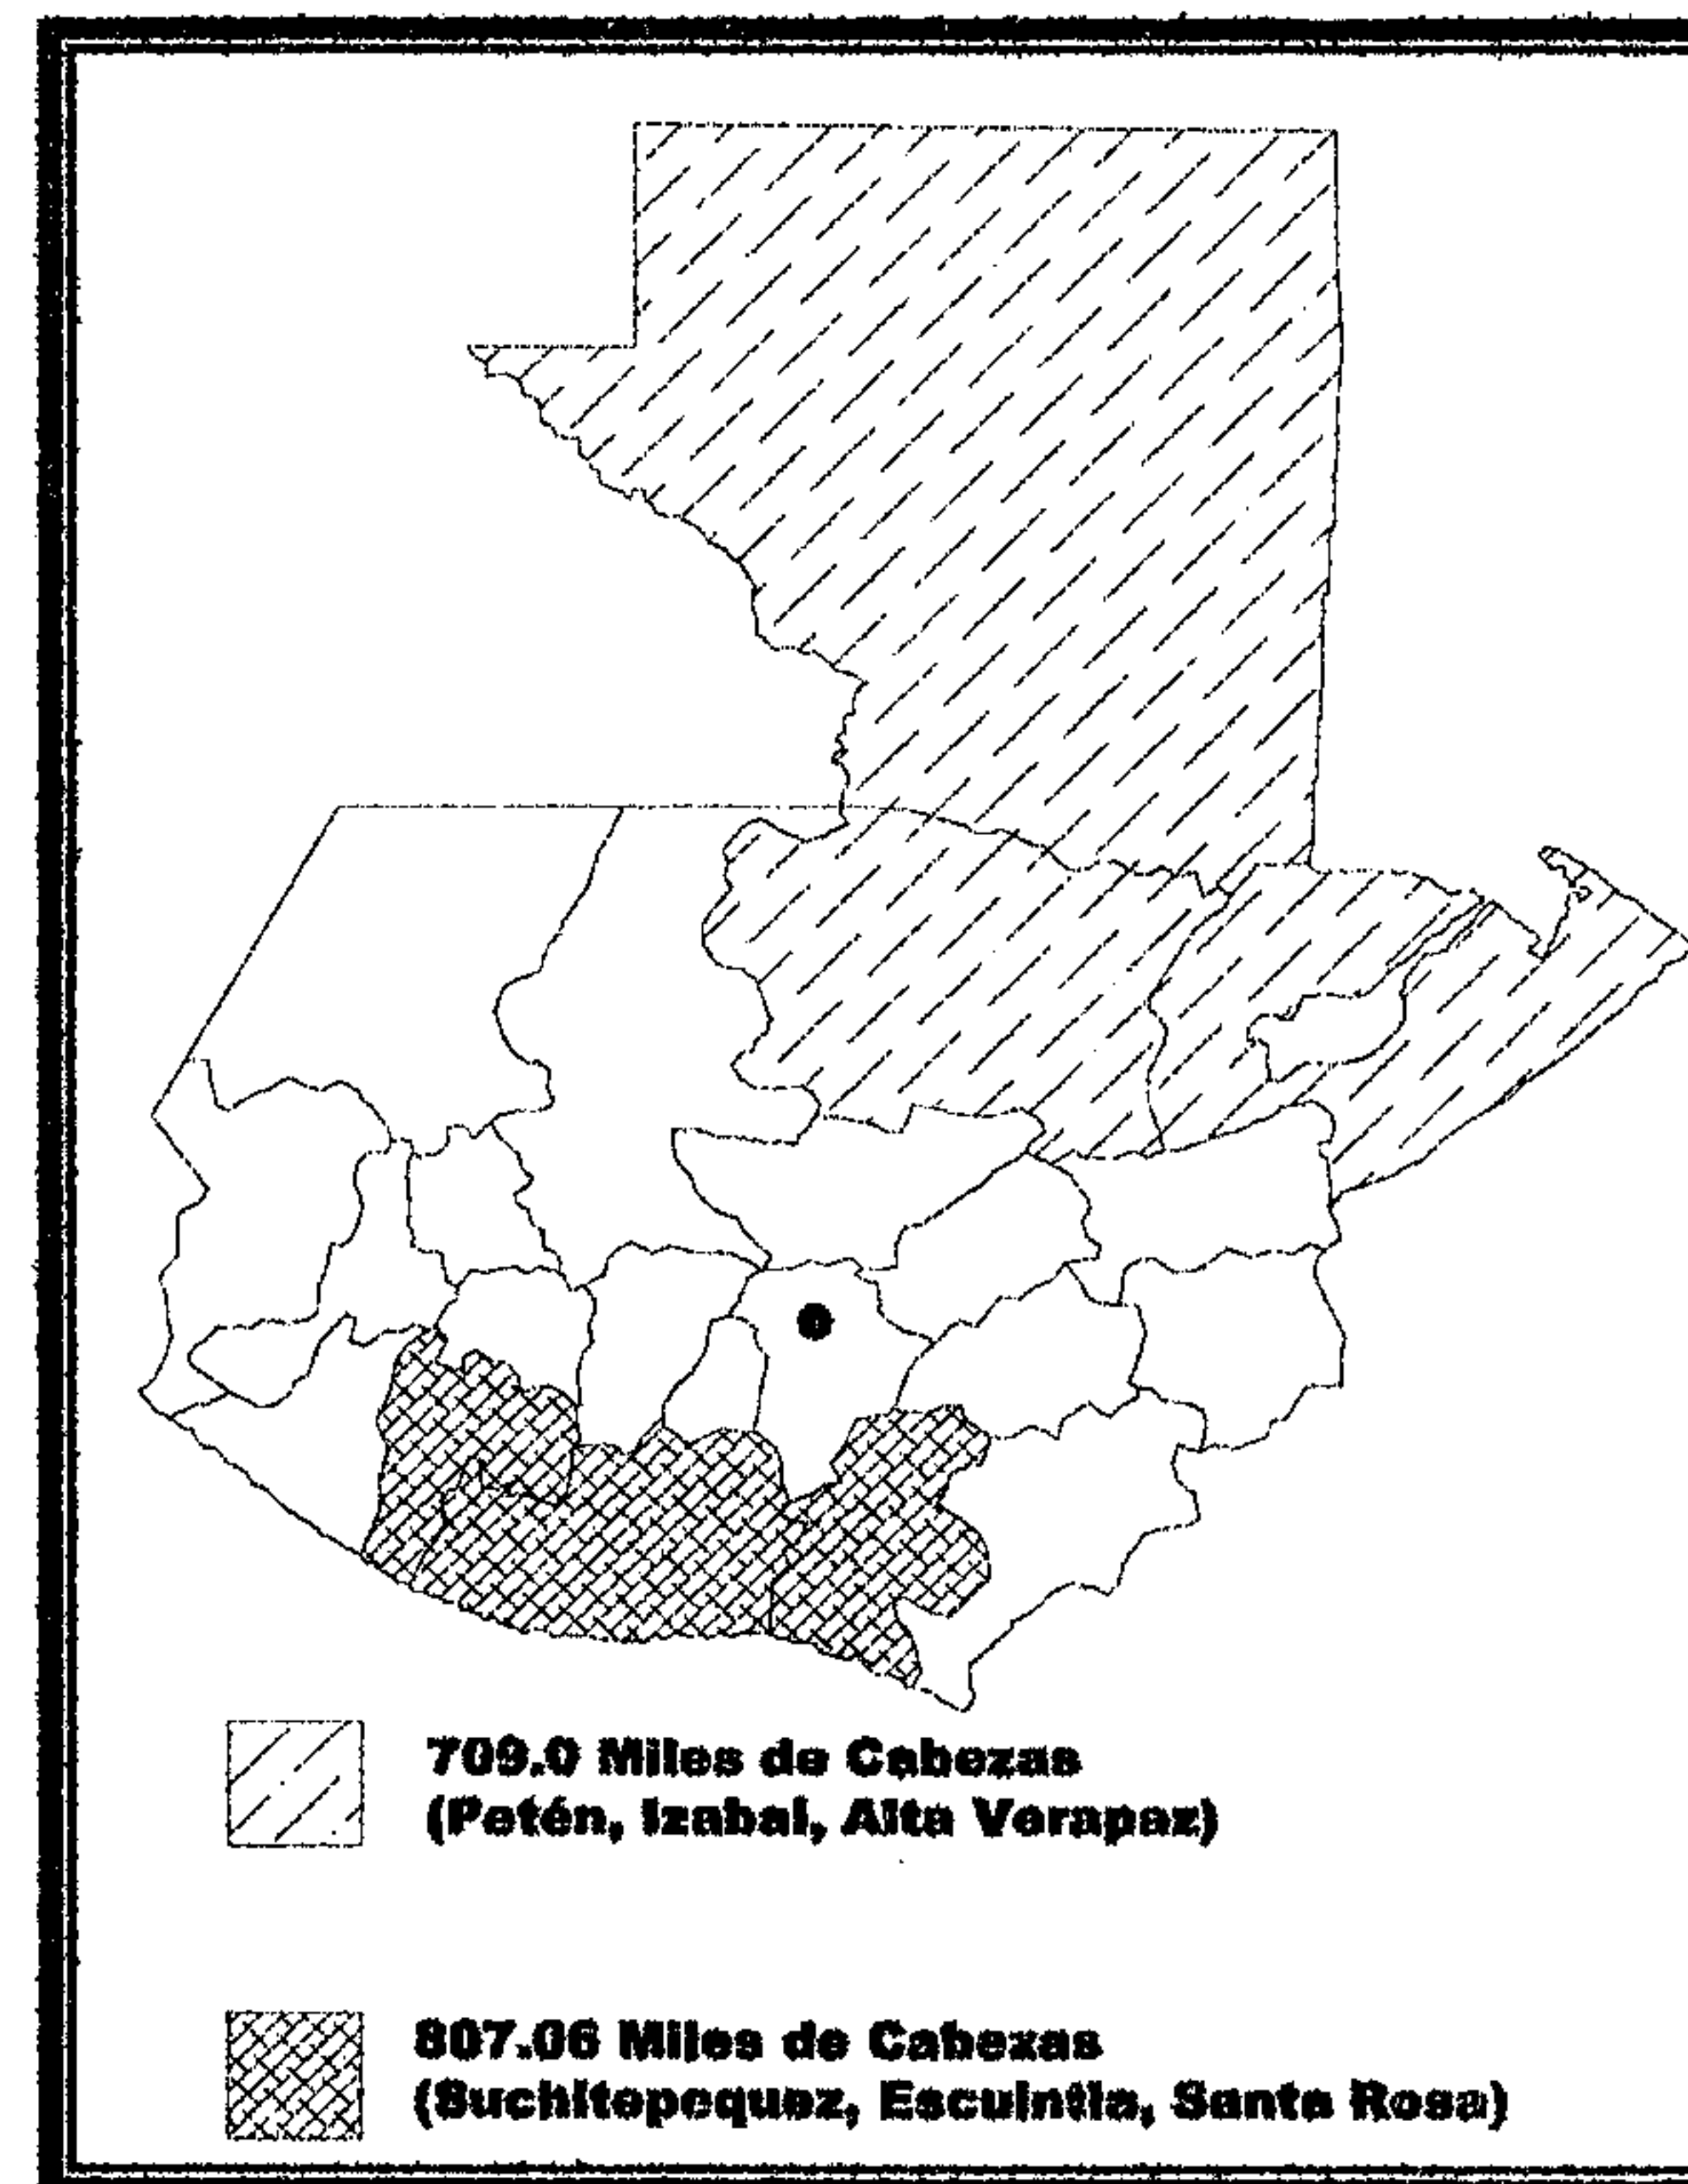 709.0 Miles de Cabezas
(Petén, Izabal, Alta Verapaz)
807.06 Miles de Cabezas
(Suchitepequez, Escuintla, Santa Rosa)